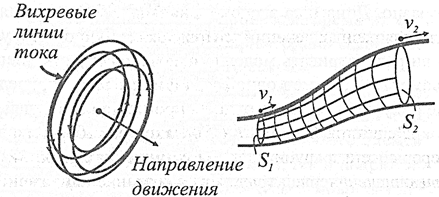 Вихревые
линии
тока
Направление
движения
v₁
v₂
S₁
S₂